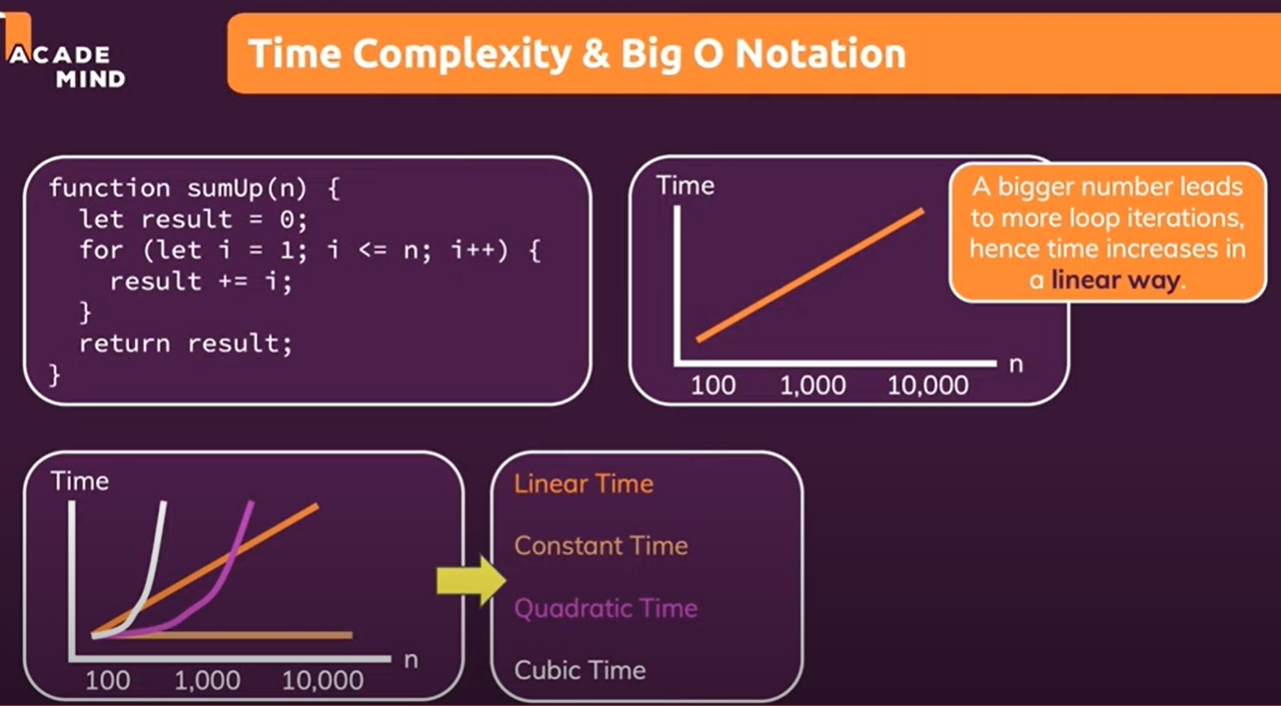 ACADE
MIND
Time Complexity & Big O Notation
function sumUp(n) {
  let result = 0;
  for (let i = 1; i <= n; i++) {
    result += i;
  }
  return result;
}
Time
n
100 1,000 10,000
A bigger number leads
to more loop iterations,
hence time increases in
a linear way.
Time
n
100 1,000 10,000
Linear Time
Constant Time
Quadratic Time
Cubic Time